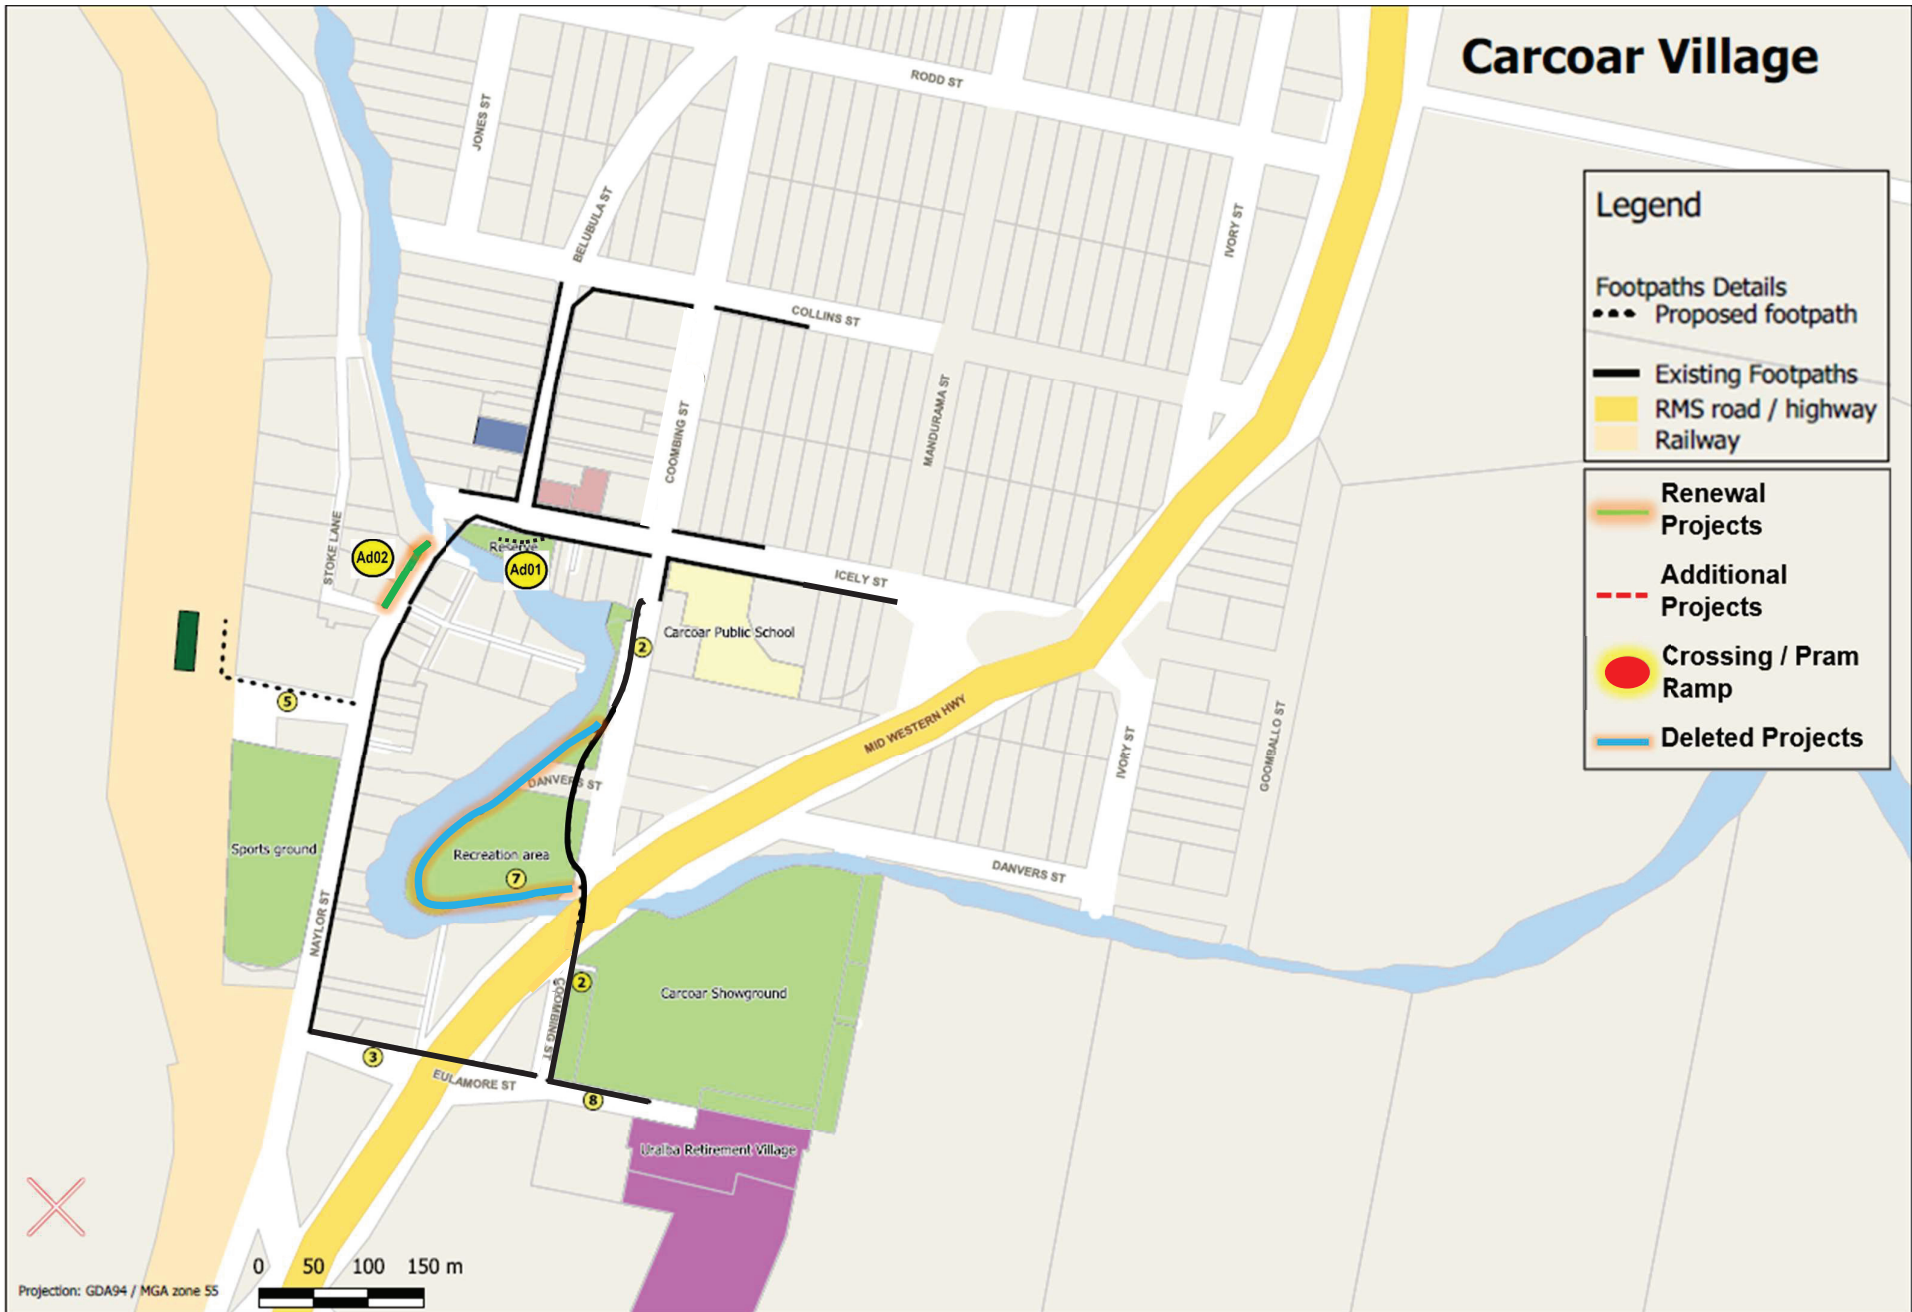 Carcoar Village
RODD ST
JONES ST
BELUBULA ST
IVORY ST
COLLINS ST
COOMBING ST
MANDURAMA ST
STOKE LANE
Ad02
Reserve
Ad01
ICELY ST
2
Carcoar Public School
5
MID WESTERN HWY
IVORY ST
GOOMBALLO ST
DANVERS ST
Sports ground
Recreation area
7
DANVERS ST
NAYLOR ST
2
COOMBING ST
Carcoar Showground
3
EULAMORE ST
8
Uralba Retirement Village
Legend
Footpaths Details
Proposed footpath
Existing Footpaths
RMS road / highway
Railway
Renewal
Projects
Additional
Projects
Crossing / Pram
Ramp
Deleted Projects
0 50 100 150 m
Projection: GDA94 / MGA zone 55